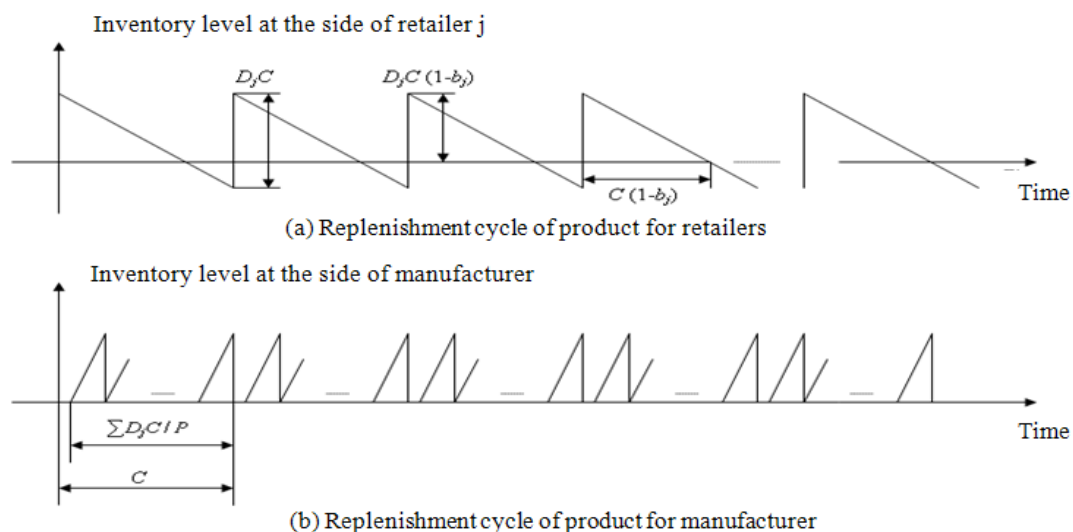 Inventory level at the side of retailer j
DjC DjC (1-bj)
C (1-bj)
Time
(a) Replenishment cycle of product for retailers
Inventory level at the side of manufacturer
∑DjC / P
Time
C
(b) Replenishment cycle of product for manufacturer